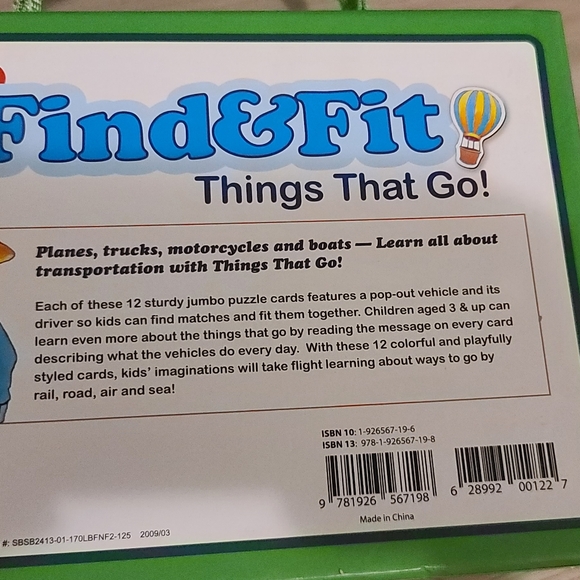 Find&Fit
Things That Go!
Planes, trucks, motorcycles and boats — Learn all about
transportation with Things That Go!
Each of these 12 sturdy jumbo puzzle cards features a pop-out vehicle and its
driver so kids can find matches and fit them together. Children aged 3 & up can
learn even more about the things that go by reading the message on every card
describing what the vehicles do every day. With these 12 colorful and playfully
styled cards, kids' imaginations will take flight learning about ways to go by
rail, road, air and sea!
ISBN 10: 1-926567-19-6
ISBN 13: 978-1-926567-19-8
9 781926 567198
6 28992 00122 7
Made in China
#: SBSB2413-01-170LBFNF2-125 2009/03